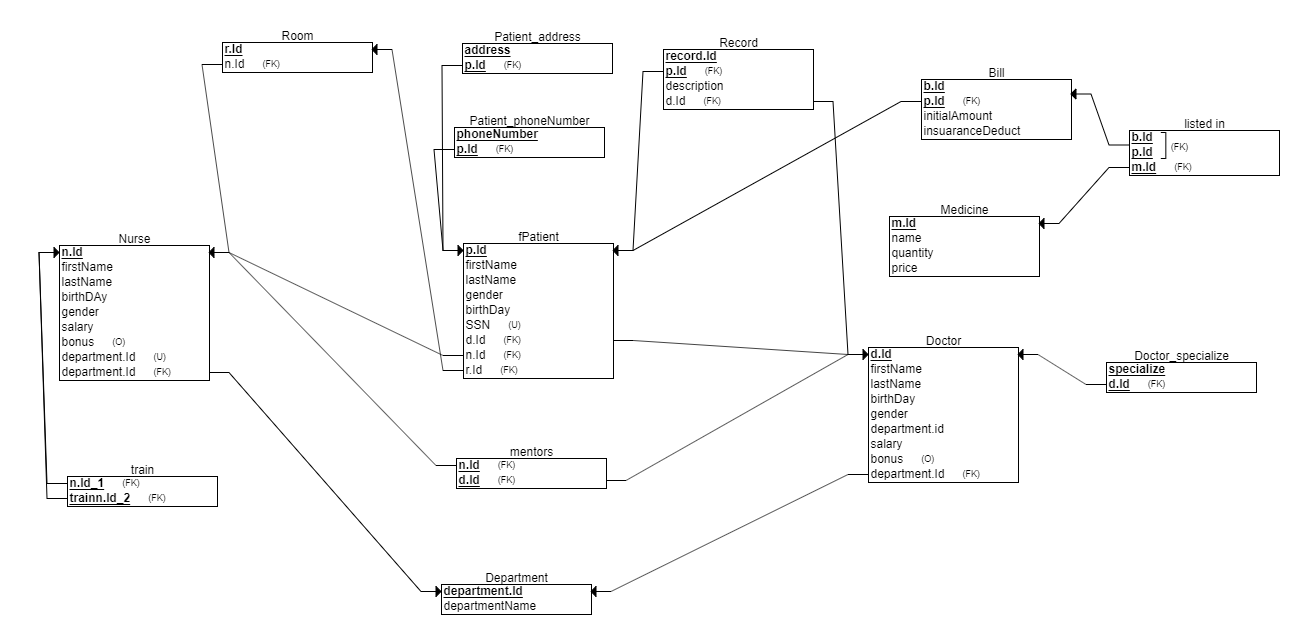 Room
r.Id
n.Id (FK)
Patient_address
address
p.Id (FK)
Record
record.Id
p.Id (FK)
description
d.Id (FK)
Bill
b.Id
p.Id (FK)
initialAmount
insuaranceDeduct
Patient_phoneNumber
phoneNumber
p.Id (FK)
listed in
b.Id
p.Id
(FK)
m.Id (FK)
Medicine
m.Id
name
quantity
price
Nurse
n.Id
firstName
lastName
birthDAy
gender
salary
bonus (O)
department.Id (U)
department.Id (FK)
fPatient
p.Id
firstName
lastName
gender
birthDay
SSN (U)
d.Id (FK)
n.Id (FK)
r.Id (FK)
Doctor
d.Id
firstName
lastName
birthDay
gender
department.id
salary
bonus (O)
department.Id (FK)
Doctor_specialize
specialize
d.Id (FK)
mentors
n.Id (FK)
d.Id (FK)
train
n.Id_1 (FK)
trainn.Id_2 (FK)
Department
department.Id
departmentName